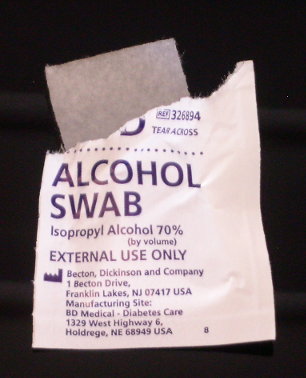 REF 326894
TEAR ACROSS
ALCOHOL
SWAB
Isopropyl Alcohol 70%
(by volume)
EXTERNAL USE ONLY
Becton, Dickinson and Company
1 Becton Drive,
Franklin Lakes, NJ 07417 USA
Manufacturing Site:
BD Medical - Diabetes Care
1329 West Highway 6,
Holdrege, NE 68949 USA 8